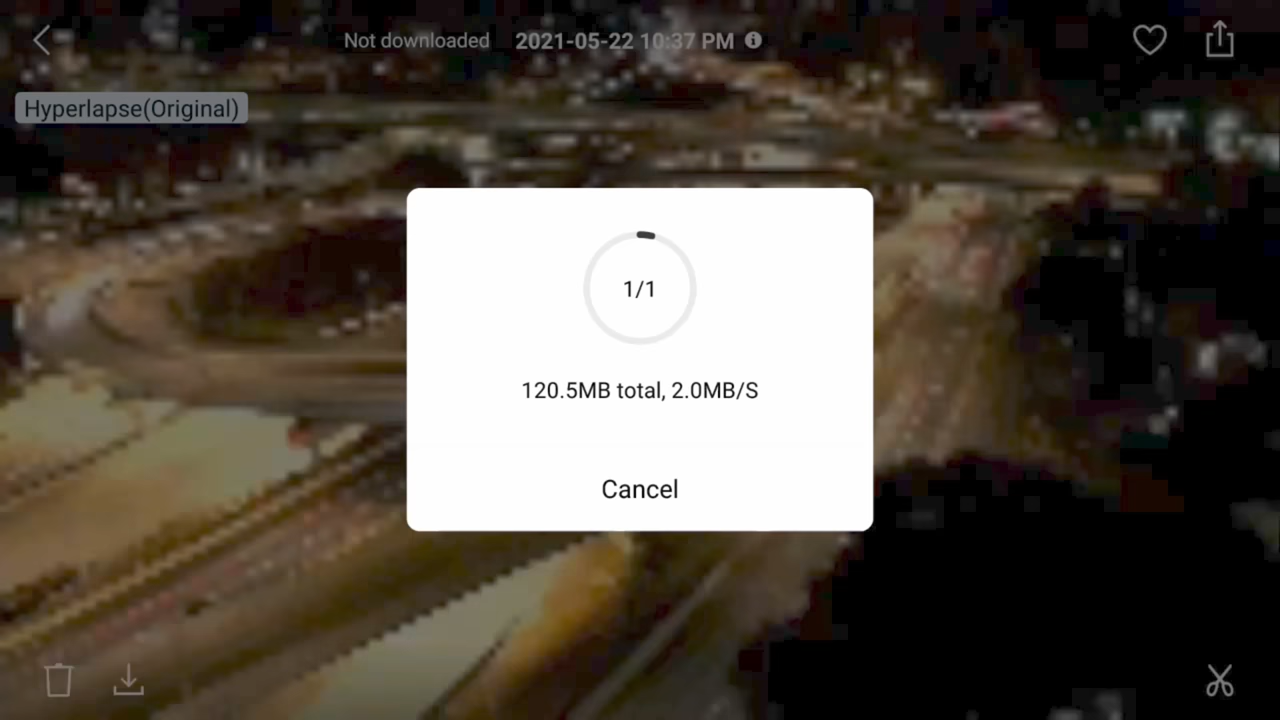 Not downloaded 2021-05-22 10:37 PM
Hyperlapse(Original)
1/1
120.5MB total, 2.0MB/S
Cancel